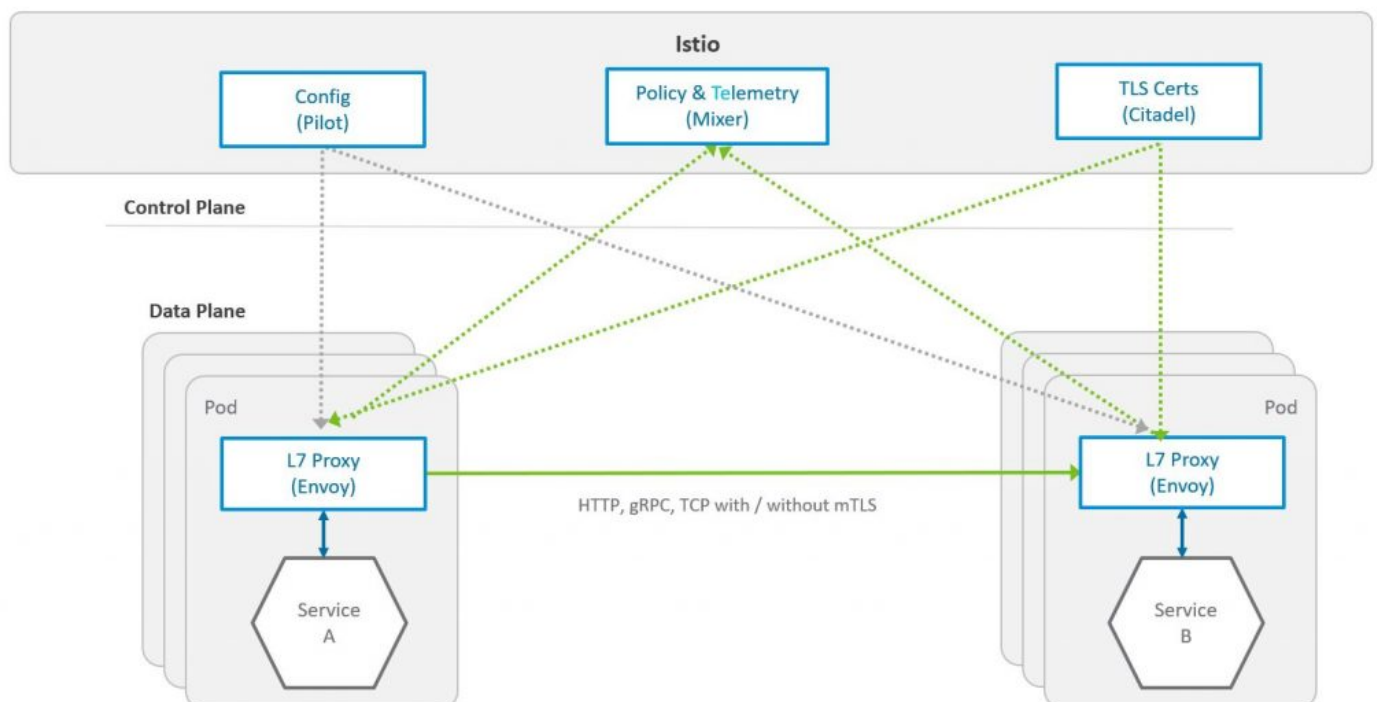 Istio
Config
(Pilot)
Policy & Telemetry
(Mixer)
TLS Certs
(Citadel)
Control Plane
Data Plane
Pod
Pod
L7 Proxy
(Envoy)
L7 Proxy
(Envoy)
HTTP, gRPC, TCP with / without mTLS
Service
A
Service
B